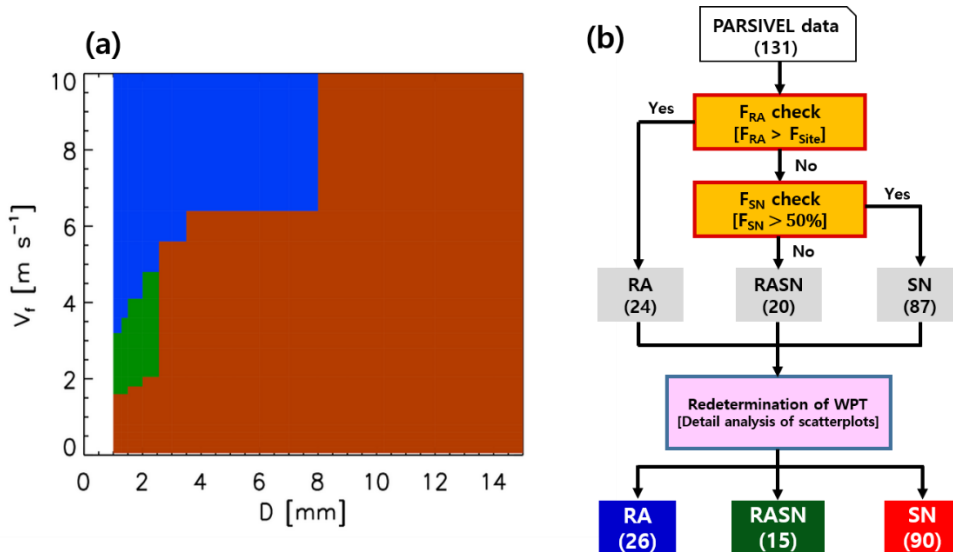 (a)
10
8
6
4
2
0
V_f [m s⁻¹]
0 2 4 6 8 10 12 14
D [mm]
(b)
PARSIVEL data
(131)
Yes
F_RA check
[F_RA > F_Site]
No
F_SN check
[F_SN > 50%]
Yes
No
RA
(24)
RASN
(20)
SN
(87)
Redetermination of WPT
[Detail analysis of scatterplots]
RA
(26)
RASN
(15)
SN
(90)